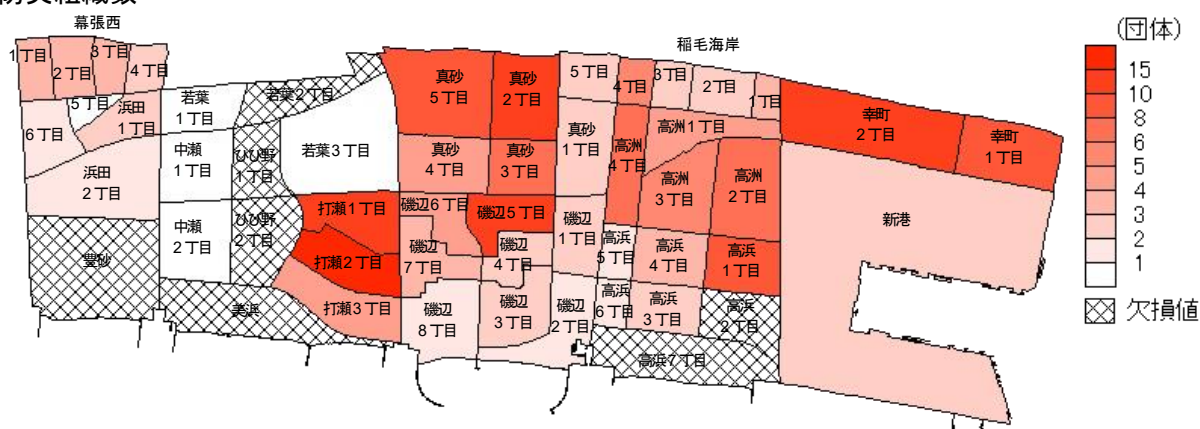 防災組織数
幕張西
稲毛海岸
(団体)
1丁目
2丁目
3丁目
4丁目
5丁目
6丁目
浜田
1丁目
浜田
2丁目
豊砂
若葉
1丁目
若葉2丁目
若葉3丁目
中瀬
1丁目
中瀬
2丁目
ひび野
1丁目
ひび野
2丁目
美浜
打瀬1丁目
打瀬2丁目
打瀬3丁目
真砂
5丁目
真砂
2丁目
真砂
4丁目
真砂
3丁目
真砂
1丁目
磯辺6丁目
磯辺5丁目
磯辺
7丁目
磯辺
4丁目
磯辺
1丁目
磯辺
8丁目
磯辺
3丁目
磯辺
2丁目
5丁目
4丁目
3丁目
2丁目
1丁目
高洲1丁目
高洲
4丁目
高洲
3丁目
高洲
2丁目
高浜
5丁目
高浜
4丁目
高浜
1丁目
高浜
6丁目
高浜
3丁目
高浜
2丁目
高浜7丁目
幸町
2丁目
幸町
1丁目
新港
15
10
8
6
5
4
3
2
1
欠損値